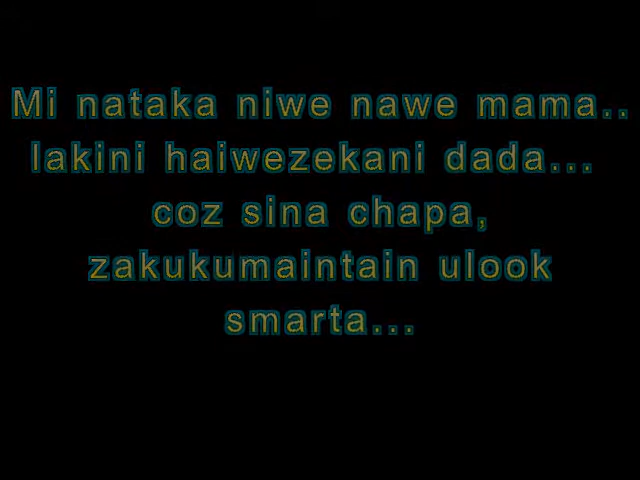 Mi nataka niwe nawe mama..
lakini haiwezekani dada...
coz sina chapa,
zakukumaintain ulook
smarta...